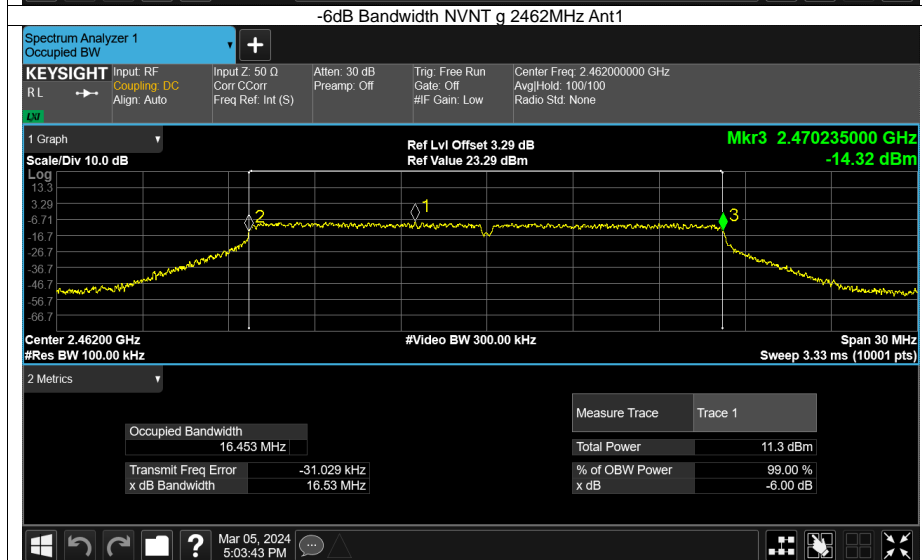 -6dB Bandwidth NVNT g 2462MHz Ant1
Spectrum Analyzer 1
Occupied BW
+
KEYSIGHT
RL
LXI
Input: RF
Coupling: DC
Align: Auto
Input Z: 50 Ω
Corr CCorr
Freq Ref: Int (S)
Atten: 30 dB
Preamp: Off
Trig: Free Run
Gate: Off
#IF Gain: Low
Center Freq: 2.462000000 GHz
Avg|Hold: 100/100
Radio Std: None
1 Graph
Scale/Div 10.0 dB
Ref Lvl Offset 3.29 dB
Ref Value 23.29 dBm
Mkr3 2.470235000 GHz
-14.32 dBm
Log
13.3
3.29
-6.71
-16.7
-26.7
-36.7
-46.7
-56.7
-66.7
2
1
3
Center 2.46200 GHz
#Res BW 100.00 kHz
#Video BW 300.00 kHz
Span 30 MHz
Sweep 3.33 ms (10001 pts)
2 Metrics
Occupied Bandwidth
16.453 MHz
Transmit Freq Error -31.029 kHz
x dB Bandwidth 16.53 MHz
Measure Trace Trace 1
Total Power 11.3 dBm
% of OBW Power 99.00 %
x dB -6.00 dB
?
Mar 05, 2024
5:03:43 PM